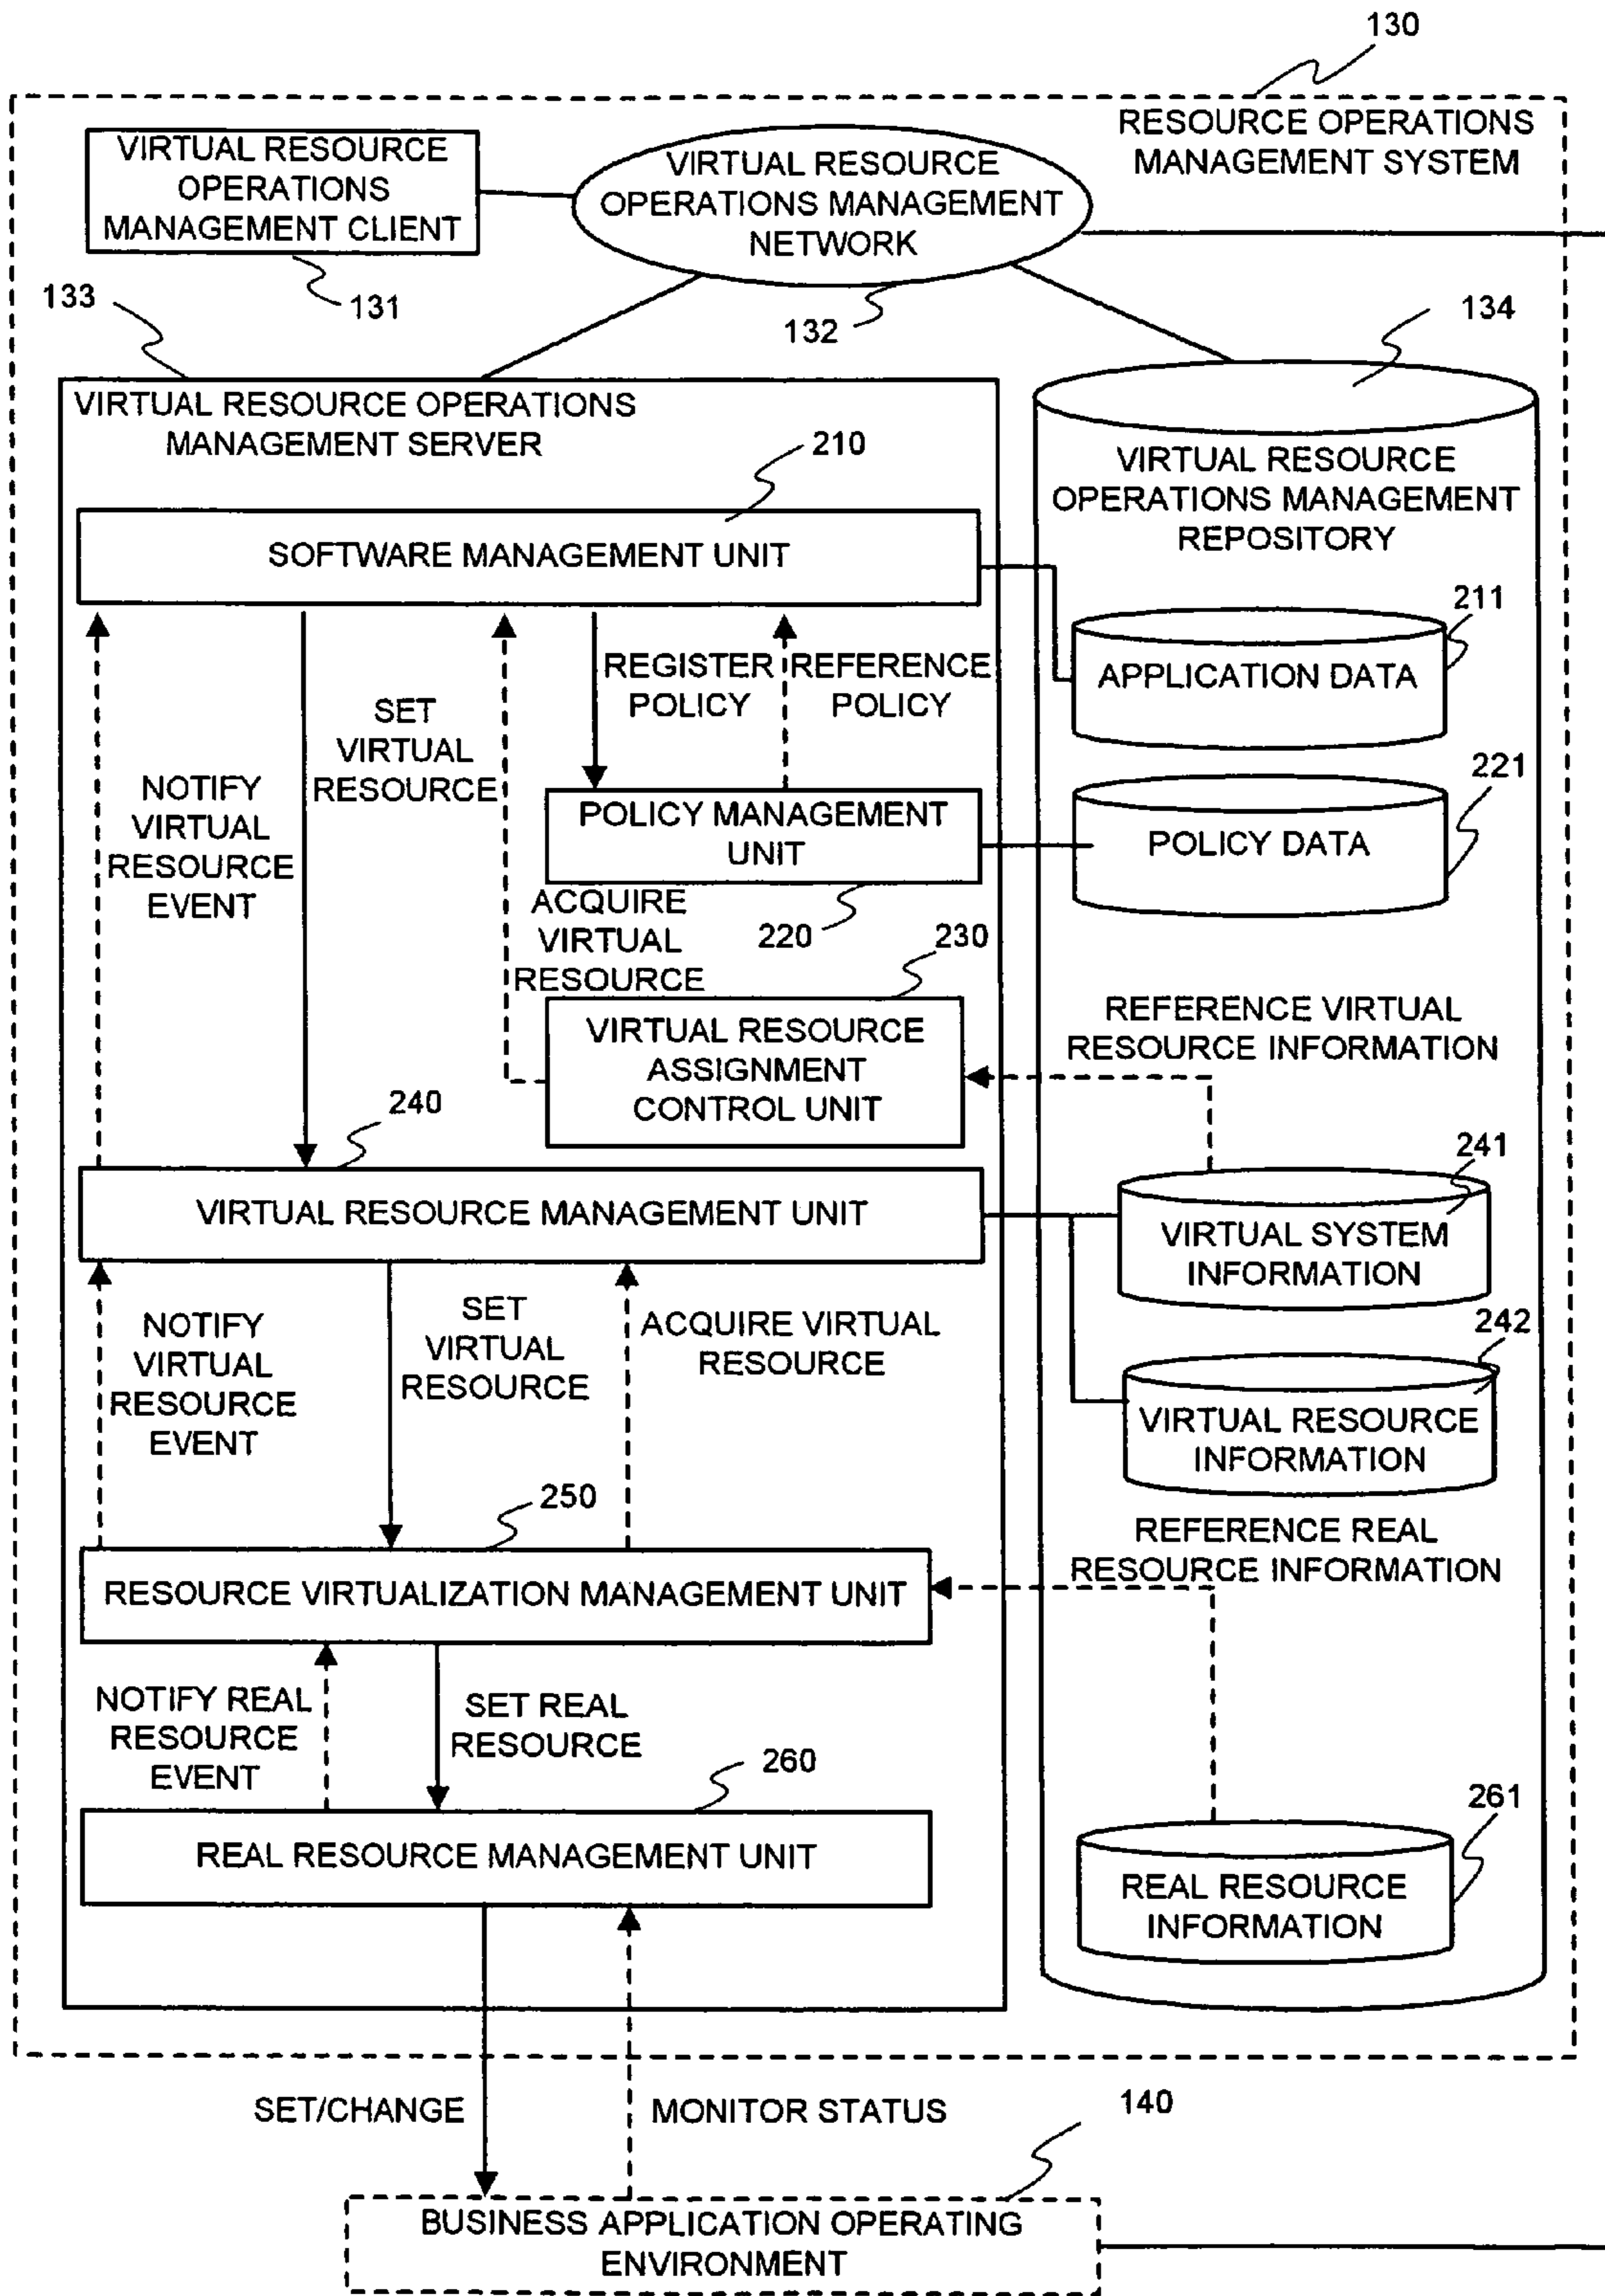 130
RESOURCE OPERATIONS
MANAGEMENT SYSTEM
VIRTUAL RESOURCE
OPERATIONS
MANAGEMENT CLIENT
131
VIRTUAL RESOURCE
OPERATIONS MANAGEMENT
NETWORK
132
133
134
VIRTUAL RESOURCE OPERATIONS
MANAGEMENT SERVER
210
SOFTWARE MANAGEMENT UNIT
VIRTUAL RESOURCE
OPERATIONS MANAGEMENT
REPOSITORY
211
APPLICATION DATA
REGISTER
POLICY
REFERENCE
POLICY
SET
VIRTUAL
RESOURCE
NOTIFY
VIRTUAL
RESOURCE
EVENT
POLICY MANAGEMENT
UNIT
220
221
POLICY DATA
ACQUIRE
VIRTUAL
RESOURCE
230
VIRTUAL RESOURCE
ASSIGNMENT
CONTROL UNIT
REFERENCE VIRTUAL
RESOURCE INFORMATION
240
VIRTUAL RESOURCE MANAGEMENT UNIT
241
VIRTUAL SYSTEM
INFORMATION
242
VIRTUAL RESOURCE
INFORMATION
NOTIFY
VIRTUAL
RESOURCE
EVENT
SET
VIRTUAL
RESOURCE
ACQUIRE VIRTUAL
RESOURCE
250
RESOURCE VIRTUALIZATION MANAGEMENT UNIT
REFERENCE REAL
RESOURCE INFORMATION
NOTIFY REAL
RESOURCE
EVENT
SET REAL
RESOURCE
260
REAL RESOURCE MANAGEMENT UNIT
261
REAL RESOURCE
INFORMATION
SET/CHANGE
MONITOR STATUS
140
BUSINESS APPLICATION OPERATING
ENVIRONMENT